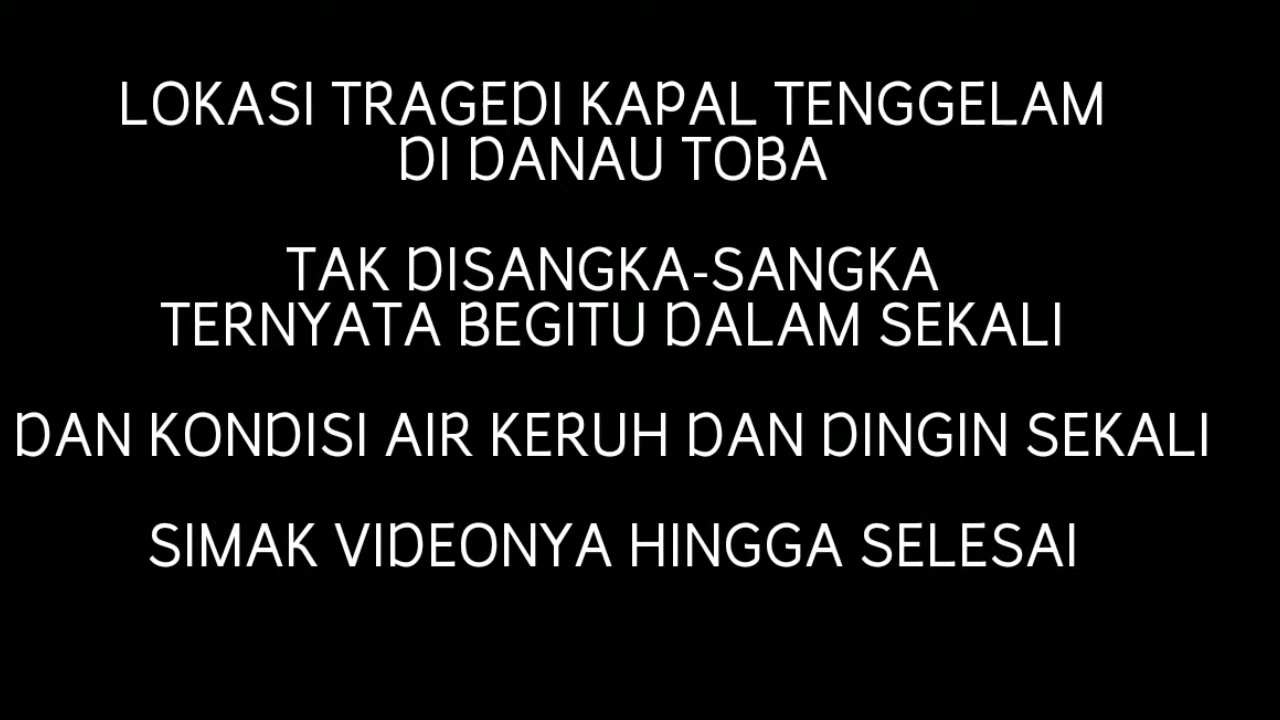 LOKASI TRAGEDI KAPAL TENGGELAM
DI DANAU TOBA
TAK DISANGKA-SANGKA
TERNYATA BEGITU DALAM SEKALI
DAN KONDISI AIR KERUH DAN DINGIN SEKALI
SIMAK VIDEONYA HINGGA SELESAI